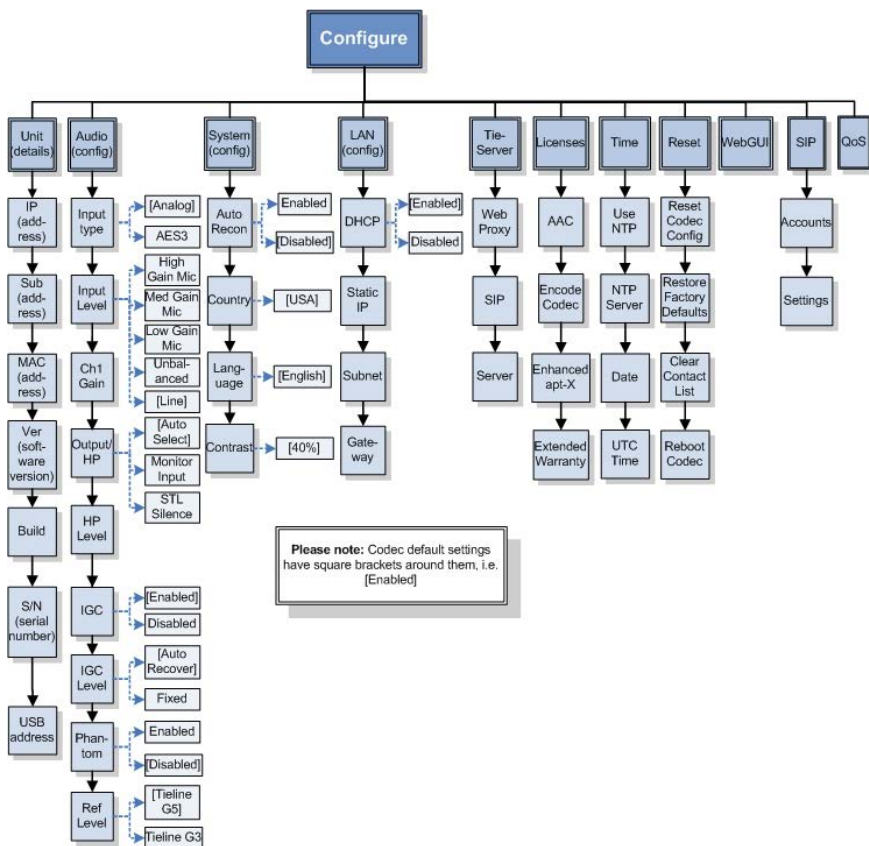 Configure
Unit
(details)
Audio
(config)
System
(config)
LAN
(config)
Tie-
Server
Licenses
Time
Reset
WebGUI
SIP
QoS
IP
(add-
ress)
Sub
(add-
ress)
MAC
(add-
ress)
Ver
(soft-
ware
version)
Build
S/N
(serial
number)
USB
address
Input
type
[Analog]
AES3
Input
Level
High
Gain Mic
Med Gain
Mic
Low Gain
Mic
Unbal-
anced
[Line]
Ch1
Gain
Output/
HP
[Auto
Select]
Monitor
Input
STL
Silence
HP
Level
IGC
[Enabled]
Disabled
IGC
Level
[Auto
Recover]
Fixed
Phan-
tom
Enabled
[Disabled]
Ref
Level
[Tieline
G5]
Tieline G3
Auto
Recon
Enabled
[Disabled]
Country
[USA]
Lan-
guage
[English]
Contrast
[40%]
DHCP
[Enabled]
Disabled
Static
IP
Subnet
Gate-
way
Web
Proxy
SIP
Server
AAC
Encode
Codec
Enhanced
apt-X
Extended
Warranty
Use
NTP
NTP
Server
Date
UTC
Time
Reset
Codec
Config
Restore
Factory
Defaults
Clear
Contact
List
Reboot
Codec
Accounts
Settings
Please note: Codec default settings
have square brackets around them, i.e.
[Enabled]